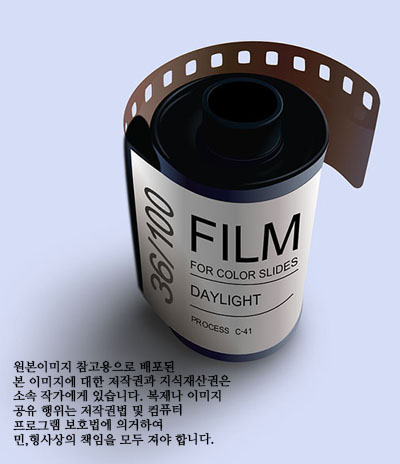 36/100
FILM
FOR COLOR SLIDES
DAYLIGHT
PROCESS C-41
원본이미지 참고용으로 배포된
본 이미지에 대한 저작권과 지식재산권은
소속 작가에게 있습니다. 복제나 이미지
공유 행위는 저작권법 및 컴퓨터
프로그램 보호법에 의거하여
민,형사상의 책임을 모두 져야 합니다.